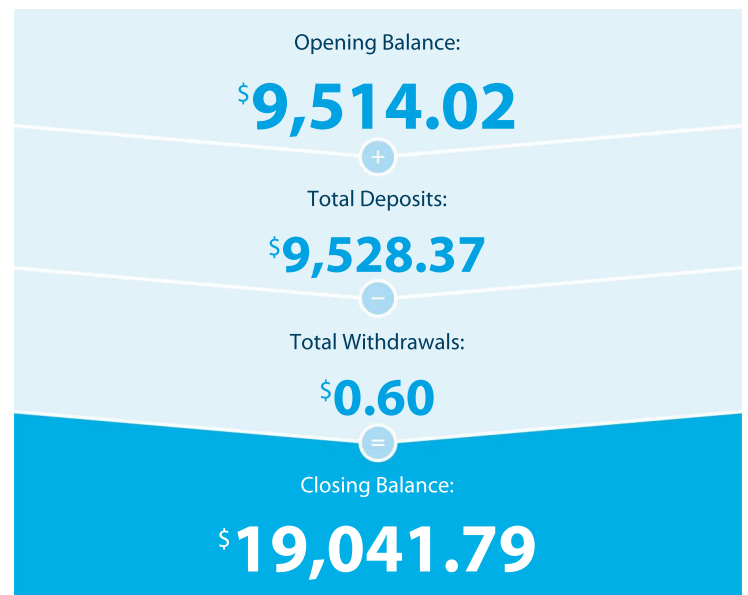 Opening Balance:
$9,514.02
+
Total Deposits:
$9,528.37
−
Total Withdrawals:
$0.60
=
Closing Balance:
$19,041.79